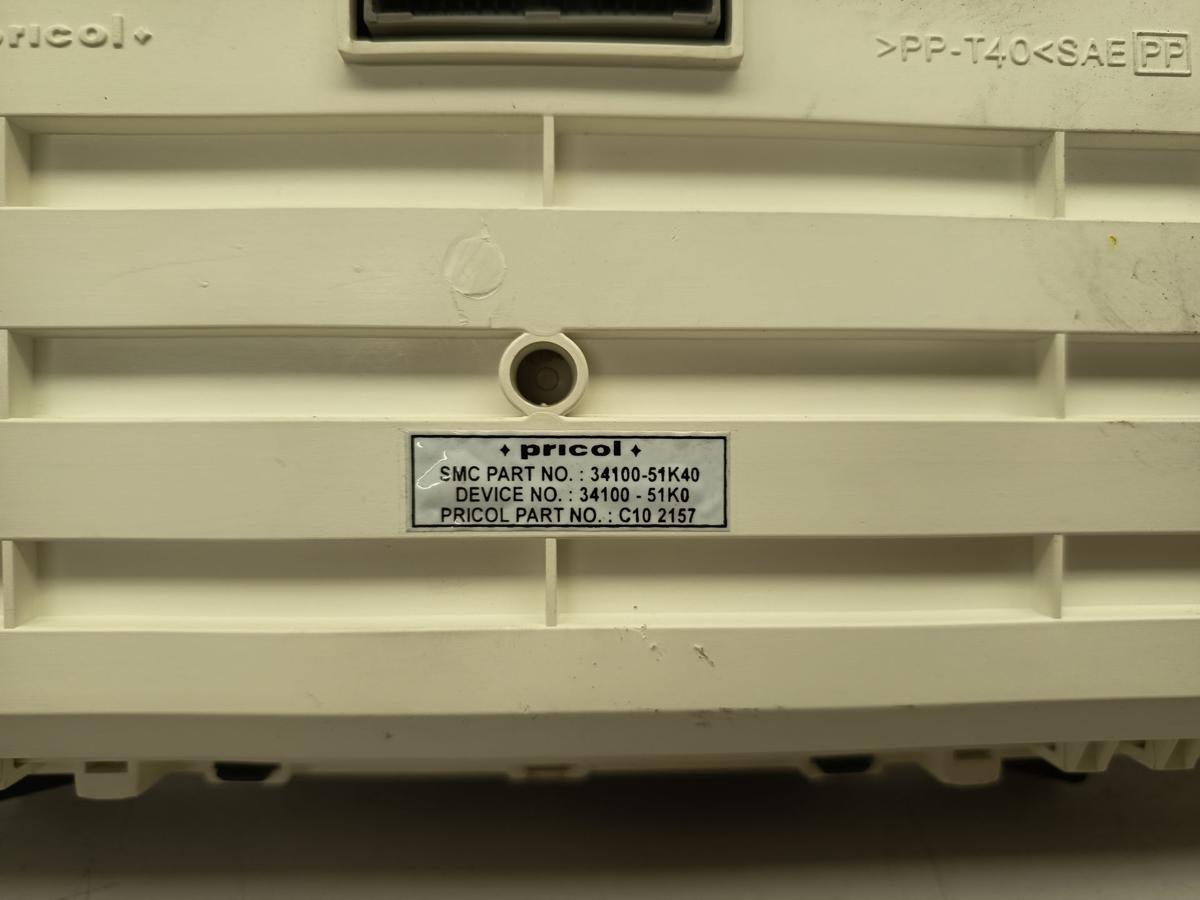 pricol
>PP-T40<SAE PP
pricol
SMC PART NO. : 34100-51K40
DEVICE NO. : 34100 - 51K0
PRICOL PART NO. : C10 2157